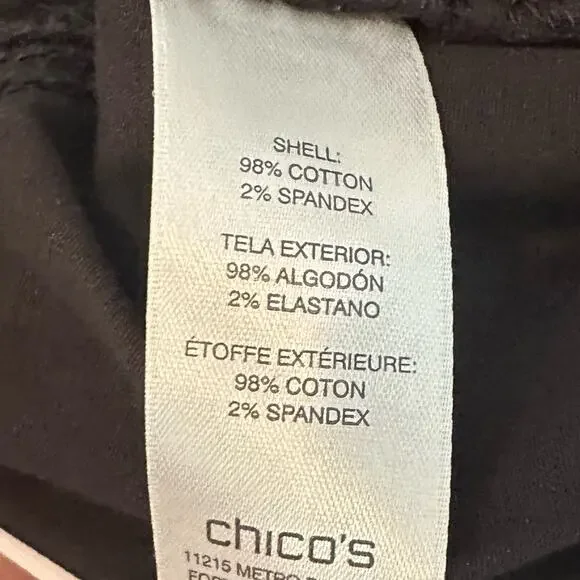 SHELL:
98% COTTON
2% SPANDEX
TELA EXTERIOR:
98% ALGODÓN
2% ELASTANO
ÉTOFFE EXTÉRIEURE:
98% COTON
2% SPANDEX
chico's
11215 METRO